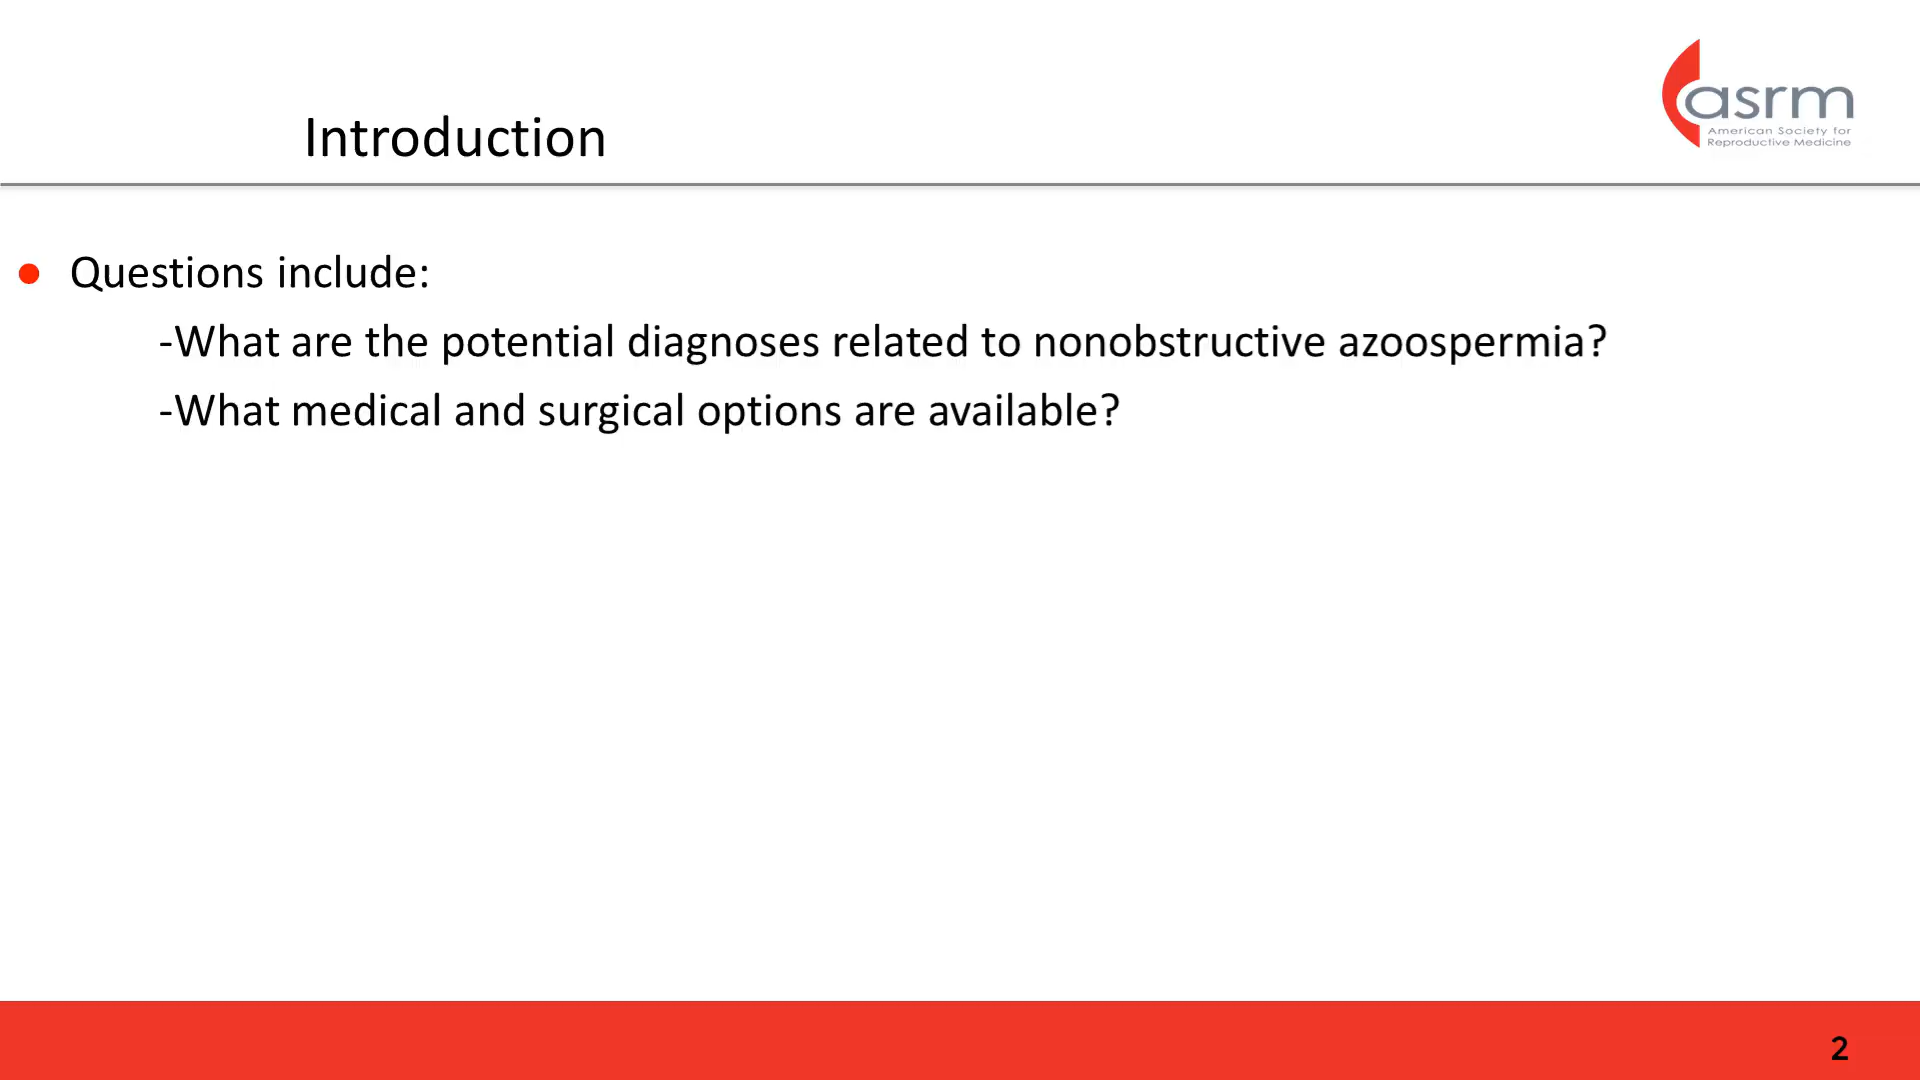 asrm
American Society for
Reproductive Medicine
Introduction
● Questions include:
-What are the potential diagnoses related to nonobstructive azoospermia?
-What medical and surgical options are available?
2